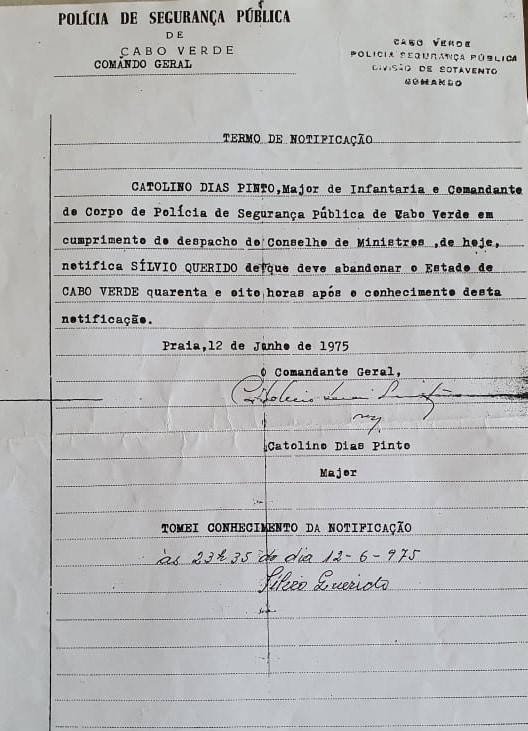 POLÍCIA DE SEGURANÇA PÚBLICA
DE
CABO VERDE
COMANDO GERAL
CABO VERDE
POLICIA SEGURANÇA PÚBLICA
DIVISÃO DE SOTAVENTO
COMANDO
TERMO DE NOTIFICAÇÃO
CATOLINO DIAS PINTO,Major de Infantaria e Comandante
do Corpo de Polícia de Segurança Pública de Cabo Verde em
cumprimento do despacho do Conselho de Ministros ,de hoje,
notifica SÍLVIO QUERIDO de que deve abandonar o Estado de
CABO VERDE quarenta e oito horas após o conhecimento desta
notificação.
Praia,12 de Junho de 1975
O Comandante Geral,
Catolino Dias Pinto
Major
TOMEI CONHECIMENTO DA NOTIFICAÇÃO
às 23h 35 do dia 12-6-975
Silvio Querido